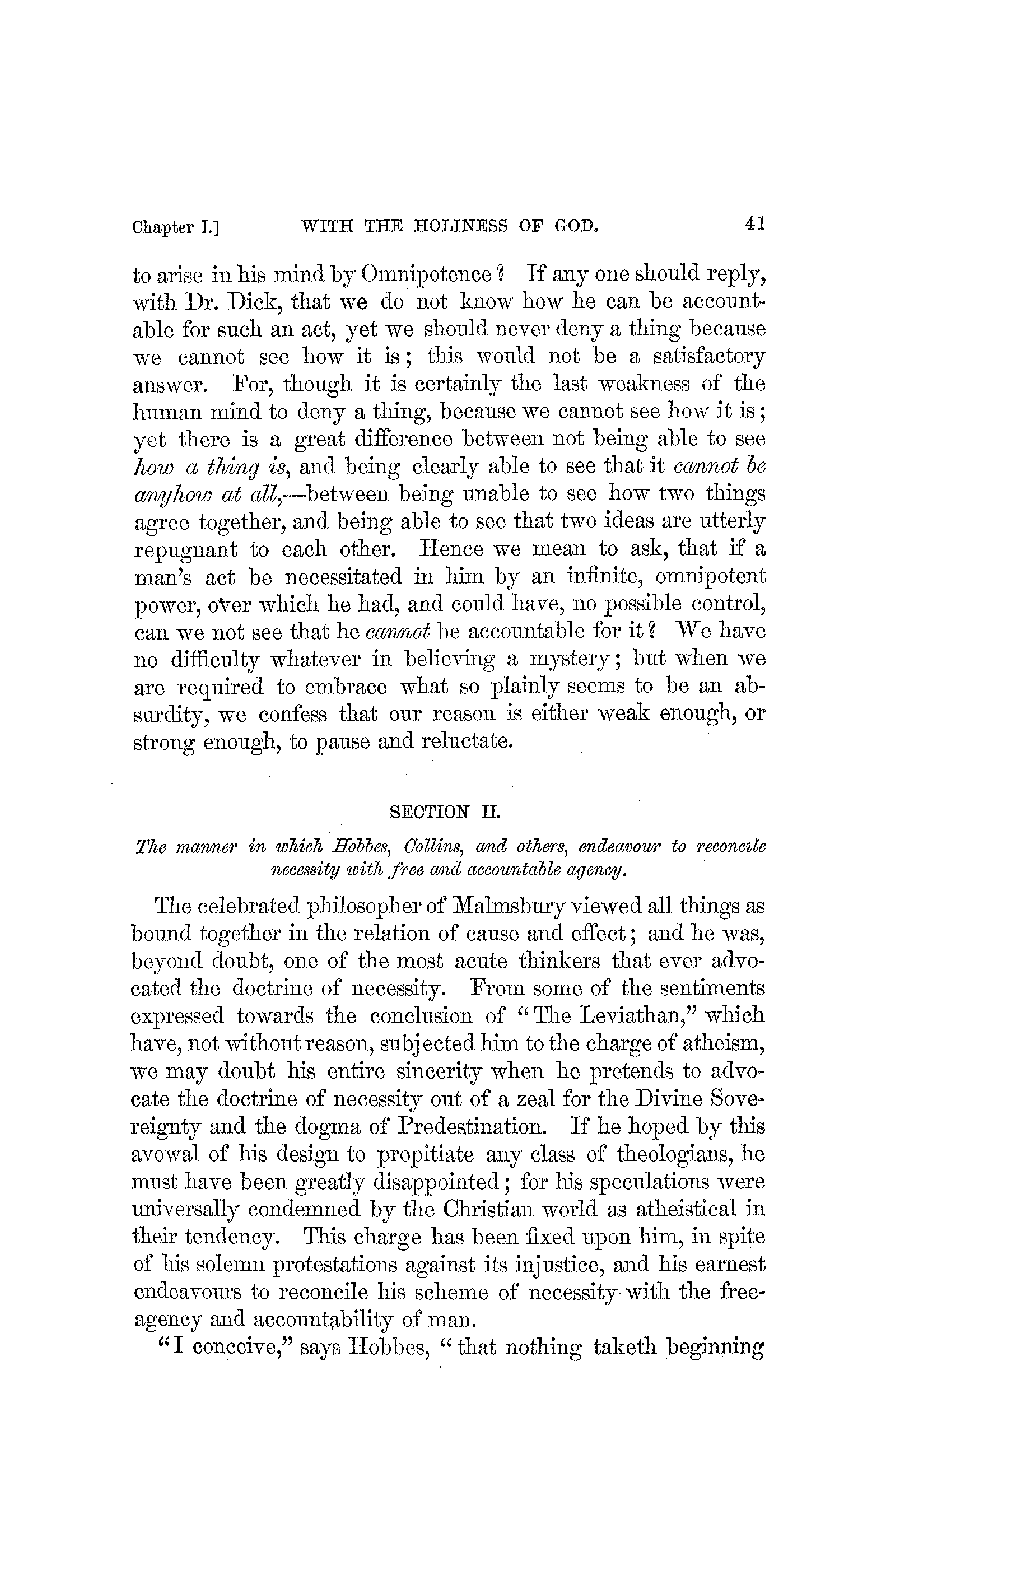 Chapter I.] WITH THE HOLINESS OF GOD. 41
to arise in his mind by Omnipotence? If any one should reply,
with Dr. Dick, that we do not know how he can be account-
able for such an act, yet we should never deny a thing because
we cannot see how it is; this would not be a satisfactory
answer. For, though it is certainly the last weakness of the
human mind to deny a thing, because we cannot see how it is;
yet there is a great difference between not being able to see
how a thing is, and being clearly able to see that it cannot be
anyhow at all,—between being unable to see how two things
agree together, and being able to see that two ideas are utterly
repugnant to each other. Hence we mean to ask, that if a
man's act be necessitated in him by an infinite, omnipotent
power, over which he had, and could have, no possible control,
can we not see that he cannot be accountable for it? We have
no difficulty whatever in believing a mystery; but when we
are required to embrace what so plainly seems to be an ab-
surdity, we confess that our reason is either weak enough, or
strong enough, to pause and reluctate.
SECTION II.
The manner in which Hobbes, Collins, and others, endeavour to reconcile
necessity with free and accountable agency.
The celebrated philosopher of Malmsbury viewed all things as
bound together in the relation of cause and effect; and he was,
beyond doubt, one of the most acute thinkers that ever advo-
cated the doctrine of necessity. From some of the sentiments
expressed towards the conclusion of "The Leviathan," which
have, not without reason, subjected him to the charge of atheism,
we may doubt his entire sincerity when he pretends to advo-
cate the doctrine of necessity out of a zeal for the Divine Sove-
reignty and the dogma of Predestination. If he hoped by this
avowal of his design to propitiate any class of theologians, he
must have been greatly disappointed; for his speculations were
universally condemned by the Christian world as atheistical in
their tendency. This charge has been fixed upon him, in spite
of his solemn protestations against its injustice, and his earnest
endeavours to reconcile his scheme of necessity with the free-
agency and accountability of man.
"I conceive," says Hobbes, "that nothing taketh beginning